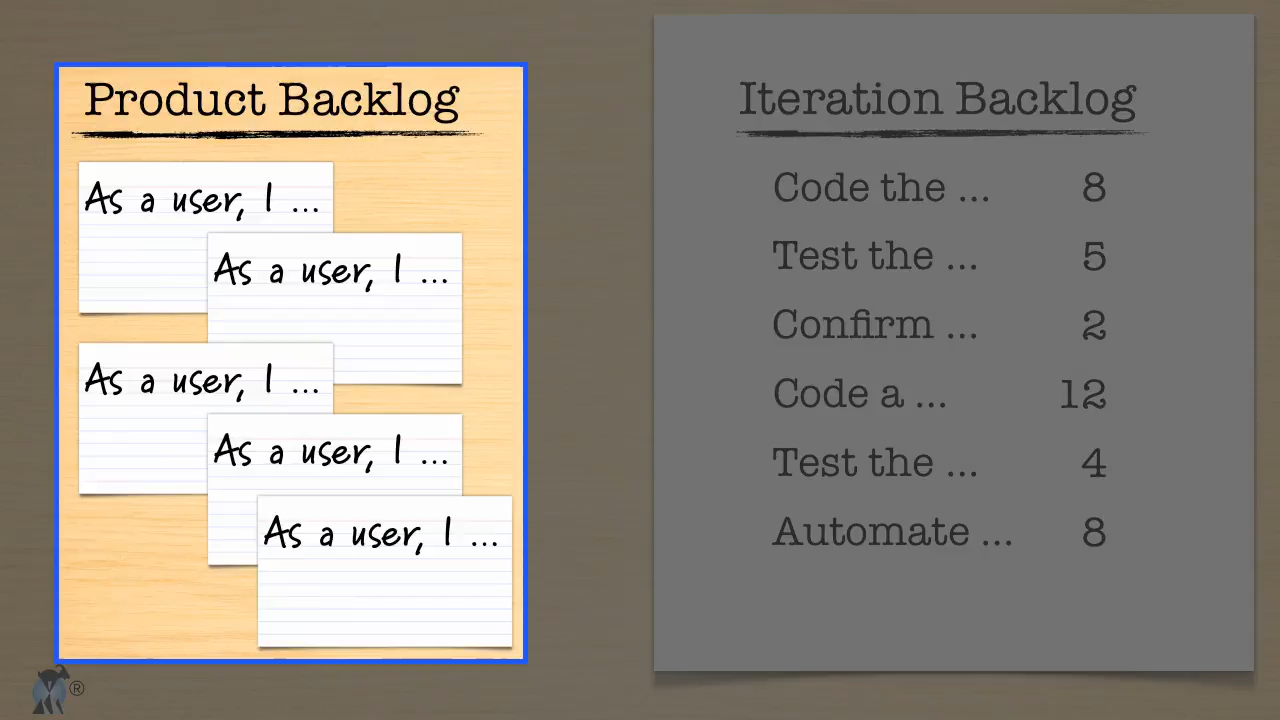 Product Backlog
As a user, I ...
As a user, I ...
As a user, I ...
As a user, I ...
As a user, I ...
®
Iteration Backlog
Code the ... 8
Test the ... 5
Confirm ... 2
Code a ... 12
Test the ... 4
Automate ... 8